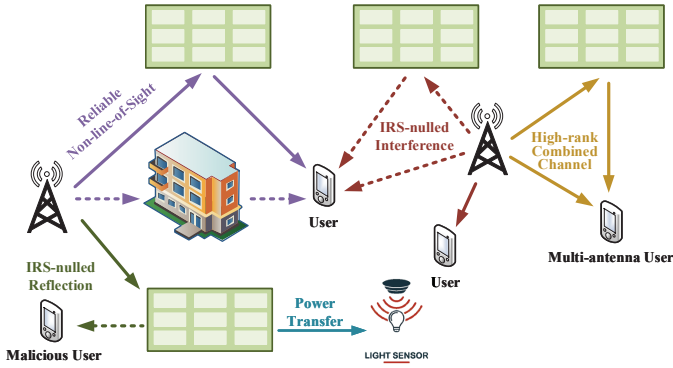 Reliable
Non-line-of-Sight
IRS-nulled
Interference
High-rank
Combined
Channel
User
Multi-antenna User
User
IRS-nulled
Reflection
Power
Transfer
Malicious User
LIGHT SENSOR